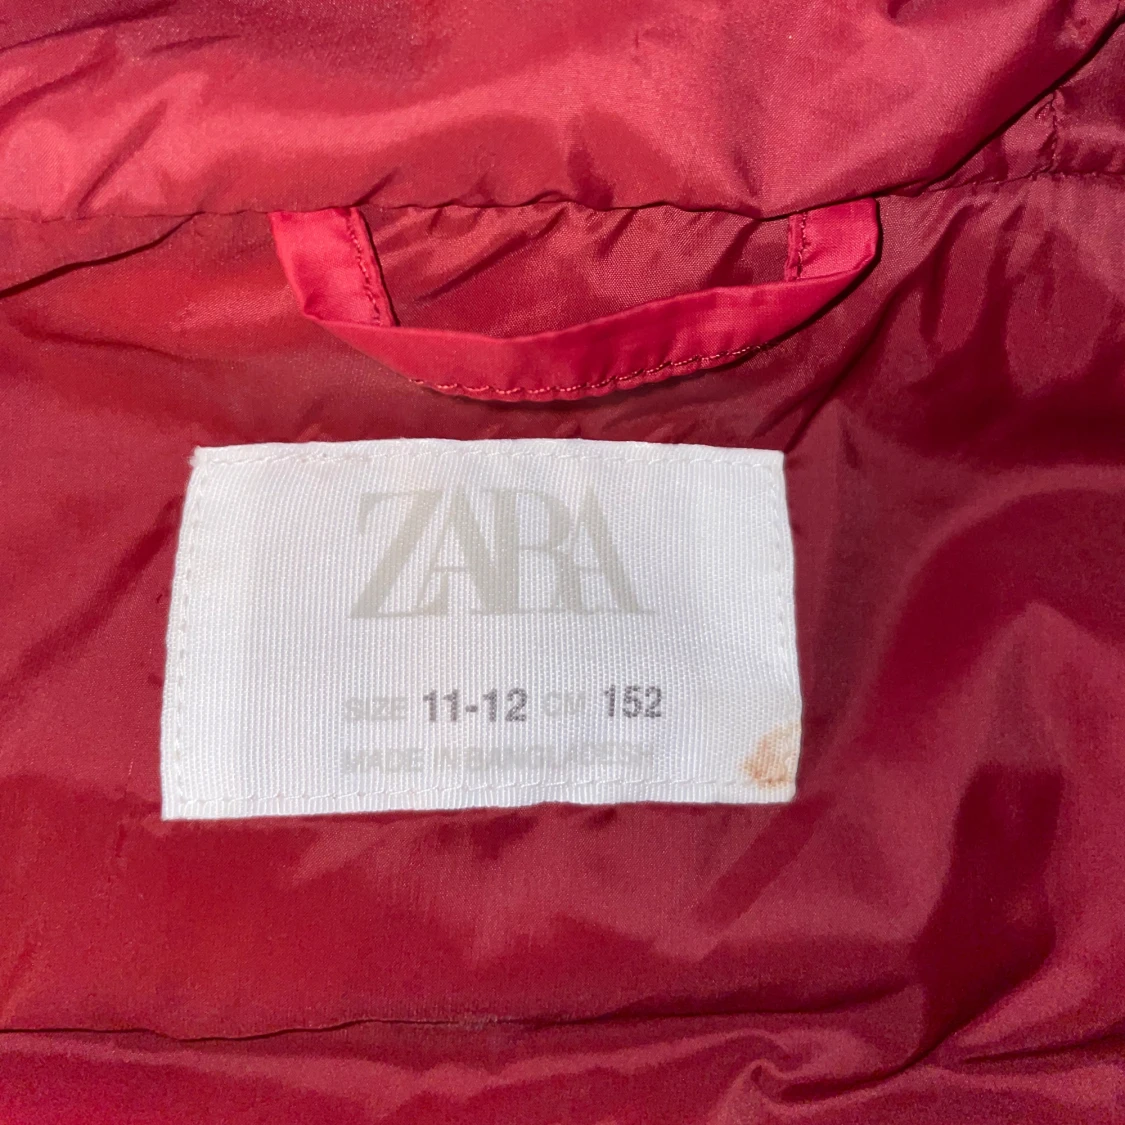 ZARA
SIZE 11-12 CM 152
MADE IN BANGLADESH